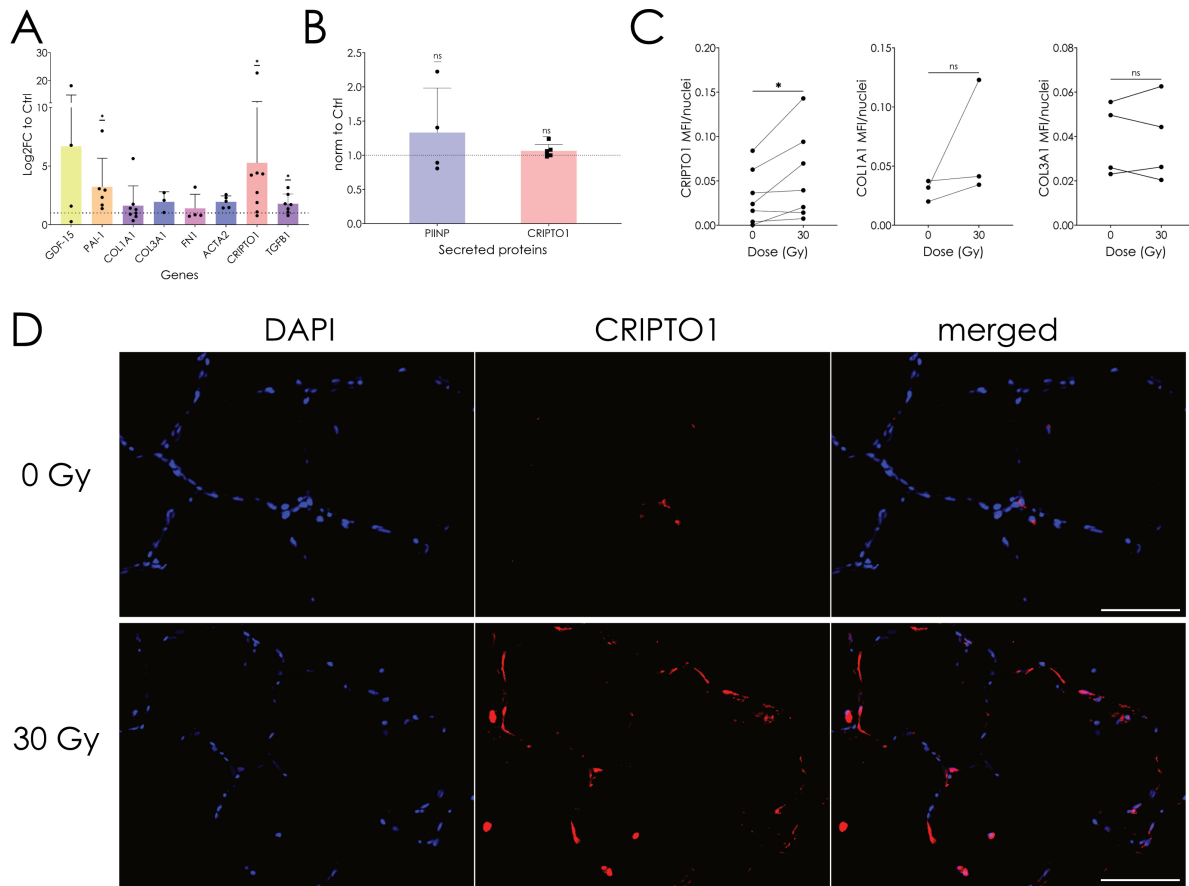 A
Log2FC to Ctrl
30
20
10
10
5
0
*
*
*
GDF-15
PAI-1
COL1A1
COL3A1
FN1
ACTA2
CRIPTO1
TGFB1
Genes
B
norm to Ctrl
2.5
2.0
1.5
1.0
0.5
0.0
ns
ns
PIINP
CRIPTO1
Secreted proteins
C
CRIPTO1 MFI/nuclei
0.20
0.15
0.10
0.05
0.00
*
0
30
Dose (Gy)
COL1A1 MFI/nuclei
0.15
0.10
0.05
0.00
ns
0
30
Dose (Gy)
COL3A1 MFI/nuclei
0.08
0.06
0.04
0.02
0.00
ns
0
30
Dose (Gy)
D
DAPI
CRIPTO1
merged
0 Gy
30 Gy